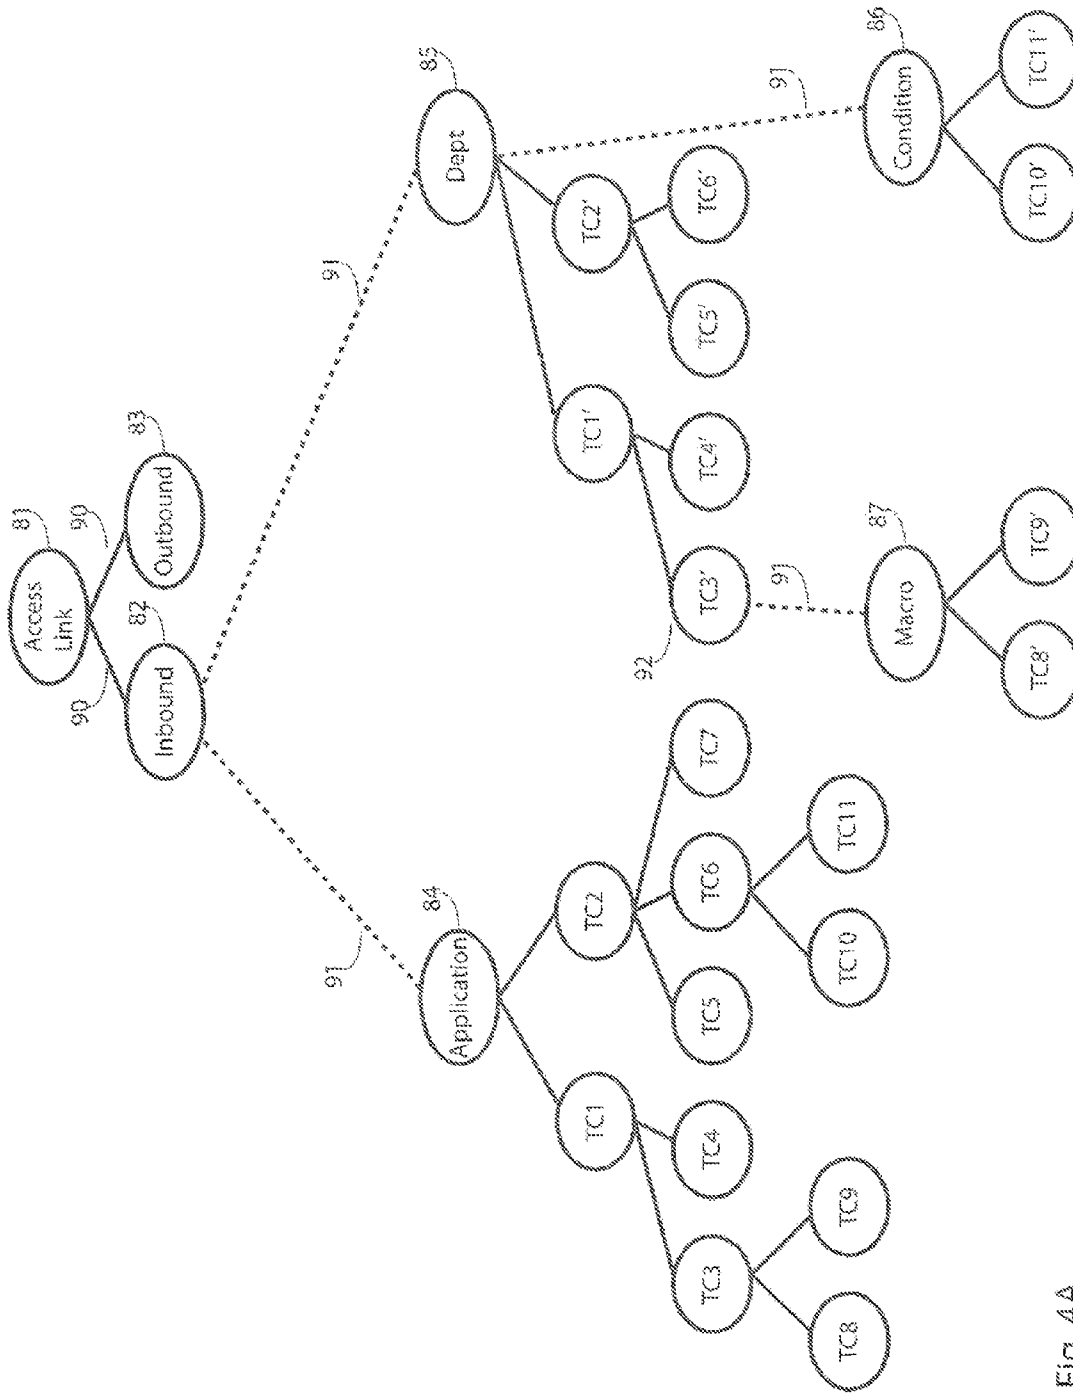 81
Access
Link
90
90
82
Inbound
83
Outbound
91
91
84
Application
85
Dept
TC1
TC2
TC1'
TC2'
92
TC3
TC4
TC5
TC6
TC7
TC3'
TC4'
TC5'
TC6'
91
91
TC8
TC9
TC10
TC11
87
Macro
86
Condition
TC8'
TC9'
TC10'
TC11'
Fig. 4A